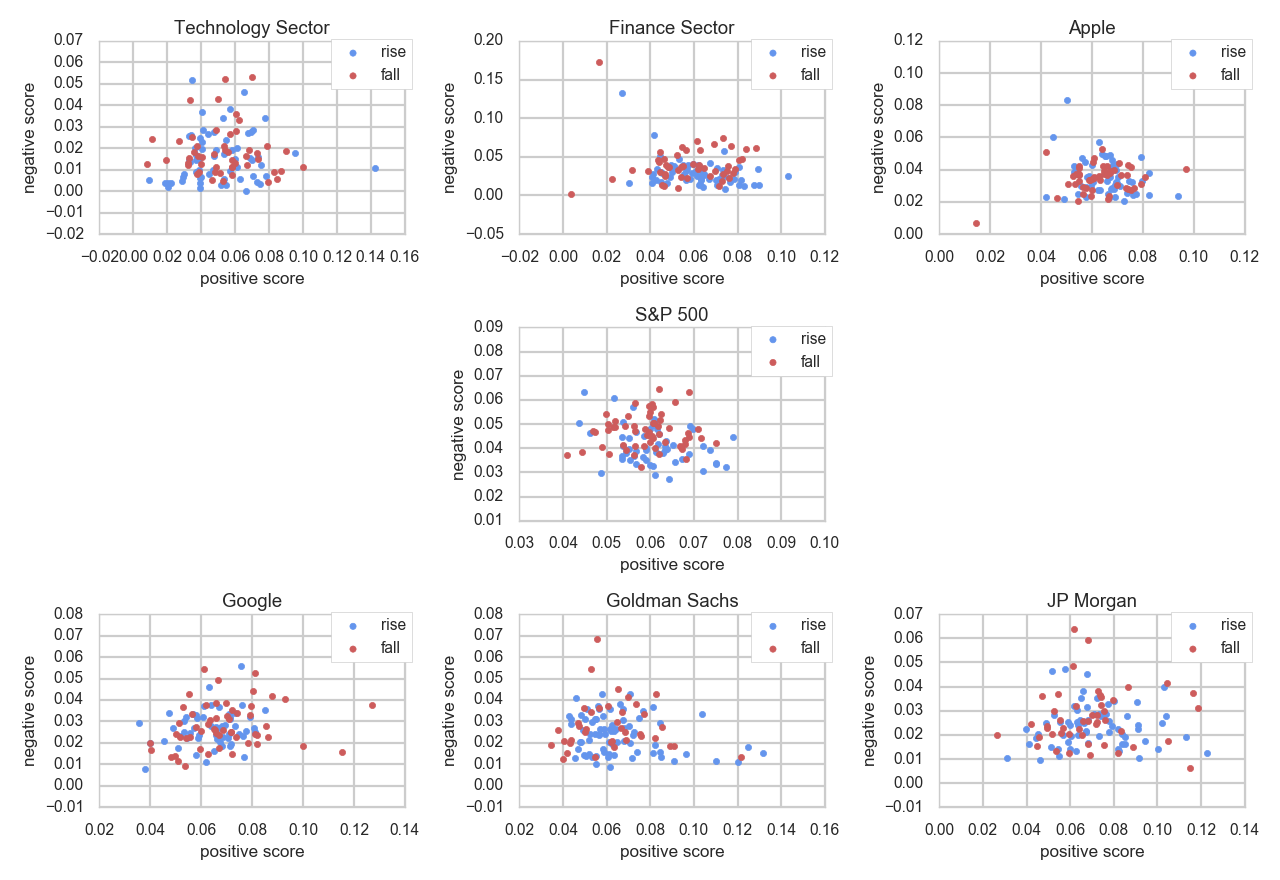 Technology Sector
rise
fall
negative score
0.07
0.06
0.05
0.04
0.03
0.02
0.01
0.00
−0.01
−0.02
−0.02 0.00 0.02 0.04 0.06 0.08 0.10 0.12 0.14 0.16
positive score
Finance Sector
rise
fall
negative score
0.20
0.15
0.10
0.05
0.00
−0.05
−0.02 0.00 0.02 0.04 0.06 0.08 0.10 0.12
positive score
Apple
rise
fall
negative score
0.12
0.10
0.08
0.06
0.04
0.02
0.00
0.00 0.02 0.04 0.06 0.08 0.10 0.12
positive score
S&P 500
rise
fall
negative score
0.09
0.08
0.07
0.06
0.05
0.04
0.03
0.02
0.01
0.03 0.04 0.05 0.06 0.07 0.08 0.09 0.10
positive score
Google
rise
fall
negative score
0.08
0.07
0.06
0.05
0.04
0.03
0.02
0.01
0.00
−0.01
0.02 0.04 0.06 0.08 0.10 0.12 0.14
positive score
Goldman Sachs
rise
fall
negative score
0.08
0.07
0.06
0.05
0.04
0.03
0.02
0.01
0.00
−0.01
0.02 0.04 0.06 0.08 0.10 0.12 0.14 0.16
positive score
JP Morgan
rise
fall
negative score
0.07
0.06
0.05
0.04
0.03
0.02
0.01
0.00
−0.01
0.00 0.02 0.04 0.06 0.08 0.10 0.12 0.14
positive score